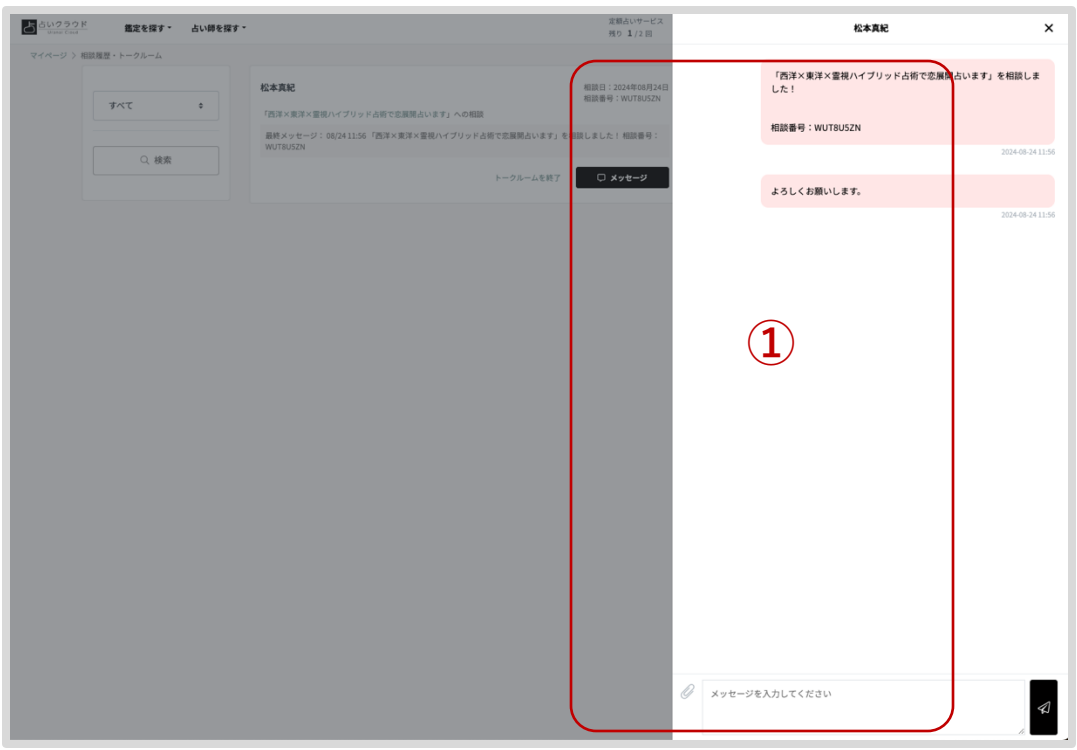 占いクラウド
鑑定を探す
占い師を探す
定額占いサービス
残り 1 / 2 回
マイページ 〉 相談履歴・トークルーム
すべて
検索
松本真紀
相談日：2024年08月24日
相談番号：WUT8U5ZN
「西洋×東洋×霊視ハイブリッド占術で恋展開占います」への相談
最終メッセージ： 08/24 11:56 「西洋×東洋×霊視ハイブリッド占術で恋展開占います」を相談しました！ 相談番号：
WUT8U5ZN
トークルームを終了
メッセージ
松本真紀
×
「西洋×東洋×霊視ハイブリッド占術で恋展開占います」を相談しま
した！
相談番号：WUT8U5ZN
2024-08-24 11:56
よろしくお願いします。
2024-08-24 11:56
①
メッセージを入力してください